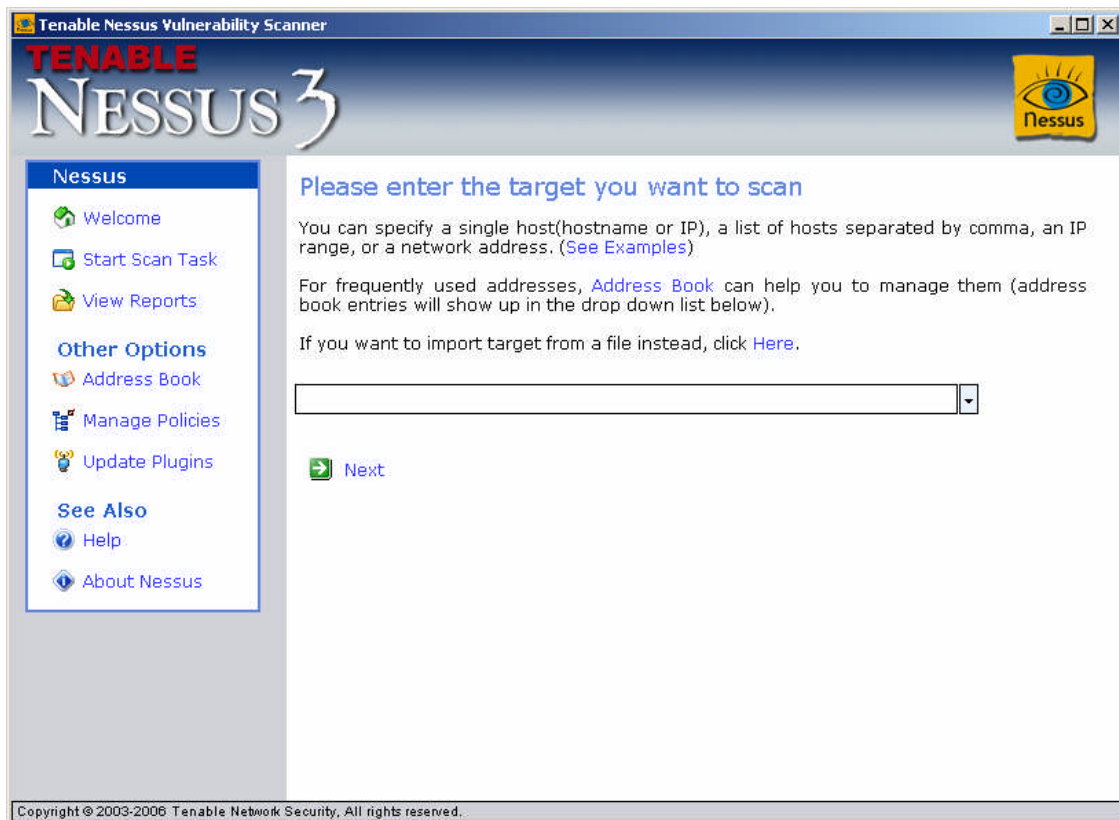 Tenable Nessus Vulnerability Scanner
TENABLE
NESSUS 3
Nessus
Nessus
Welcome
Start Scan Task
View Reports
Other Options
Address Book
Manage Policies
Update Plugins
See Also
Help
About Nessus
Please enter the target you want to scan
You can specify a single host(hostname or IP), a list of hosts separated by comma, an IP
range, or a network address. (See Examples)
For frequently used addresses, Address Book can help you to manage them (address
book entries will show up in the drop down list below).
If you want to import target from a file instead, click Here.
Next
Copyright © 2003-2006 Tenable Network Security, All rights reserved.